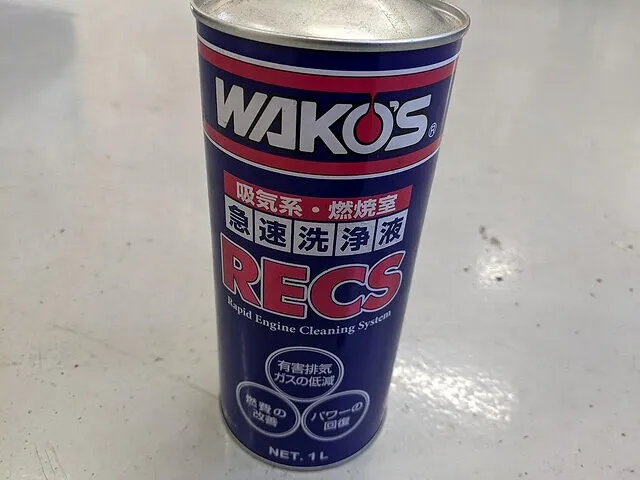 WAKO'S®
吸気系・燃焼室
急速洗浄液
RECS
Rapid Engine Cleaning System
有害排気
ガスの低減
燃費の
改善
パワーの
回復
NET. 1L